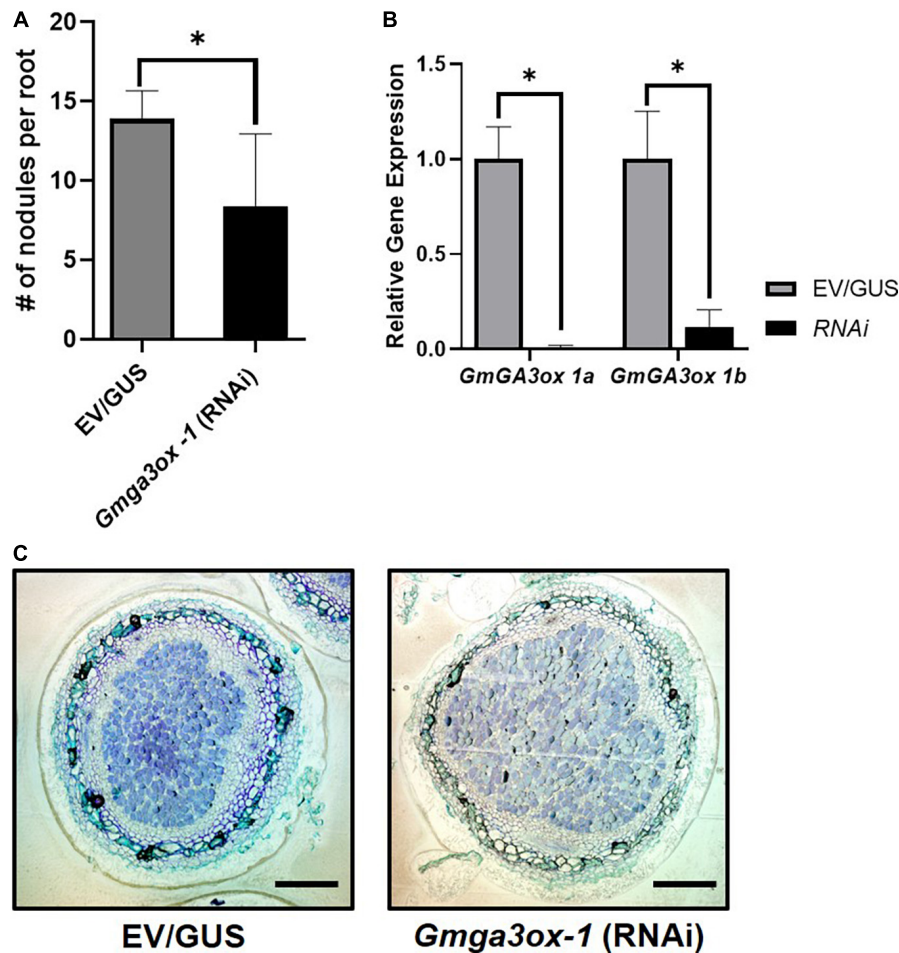 A
# of nodules per root
20
15
10
5
0
*
EV/GUS
Gmga3ox -1 (RNAi)
B
Relative Gene Expression
1.5
1.0
0.5
0.0
*
*
GmGA3ox 1a
GmGA3ox 1b
EV/GUS
RNAi
C
EV/GUS
Gmga3ox-1 (RNAi)